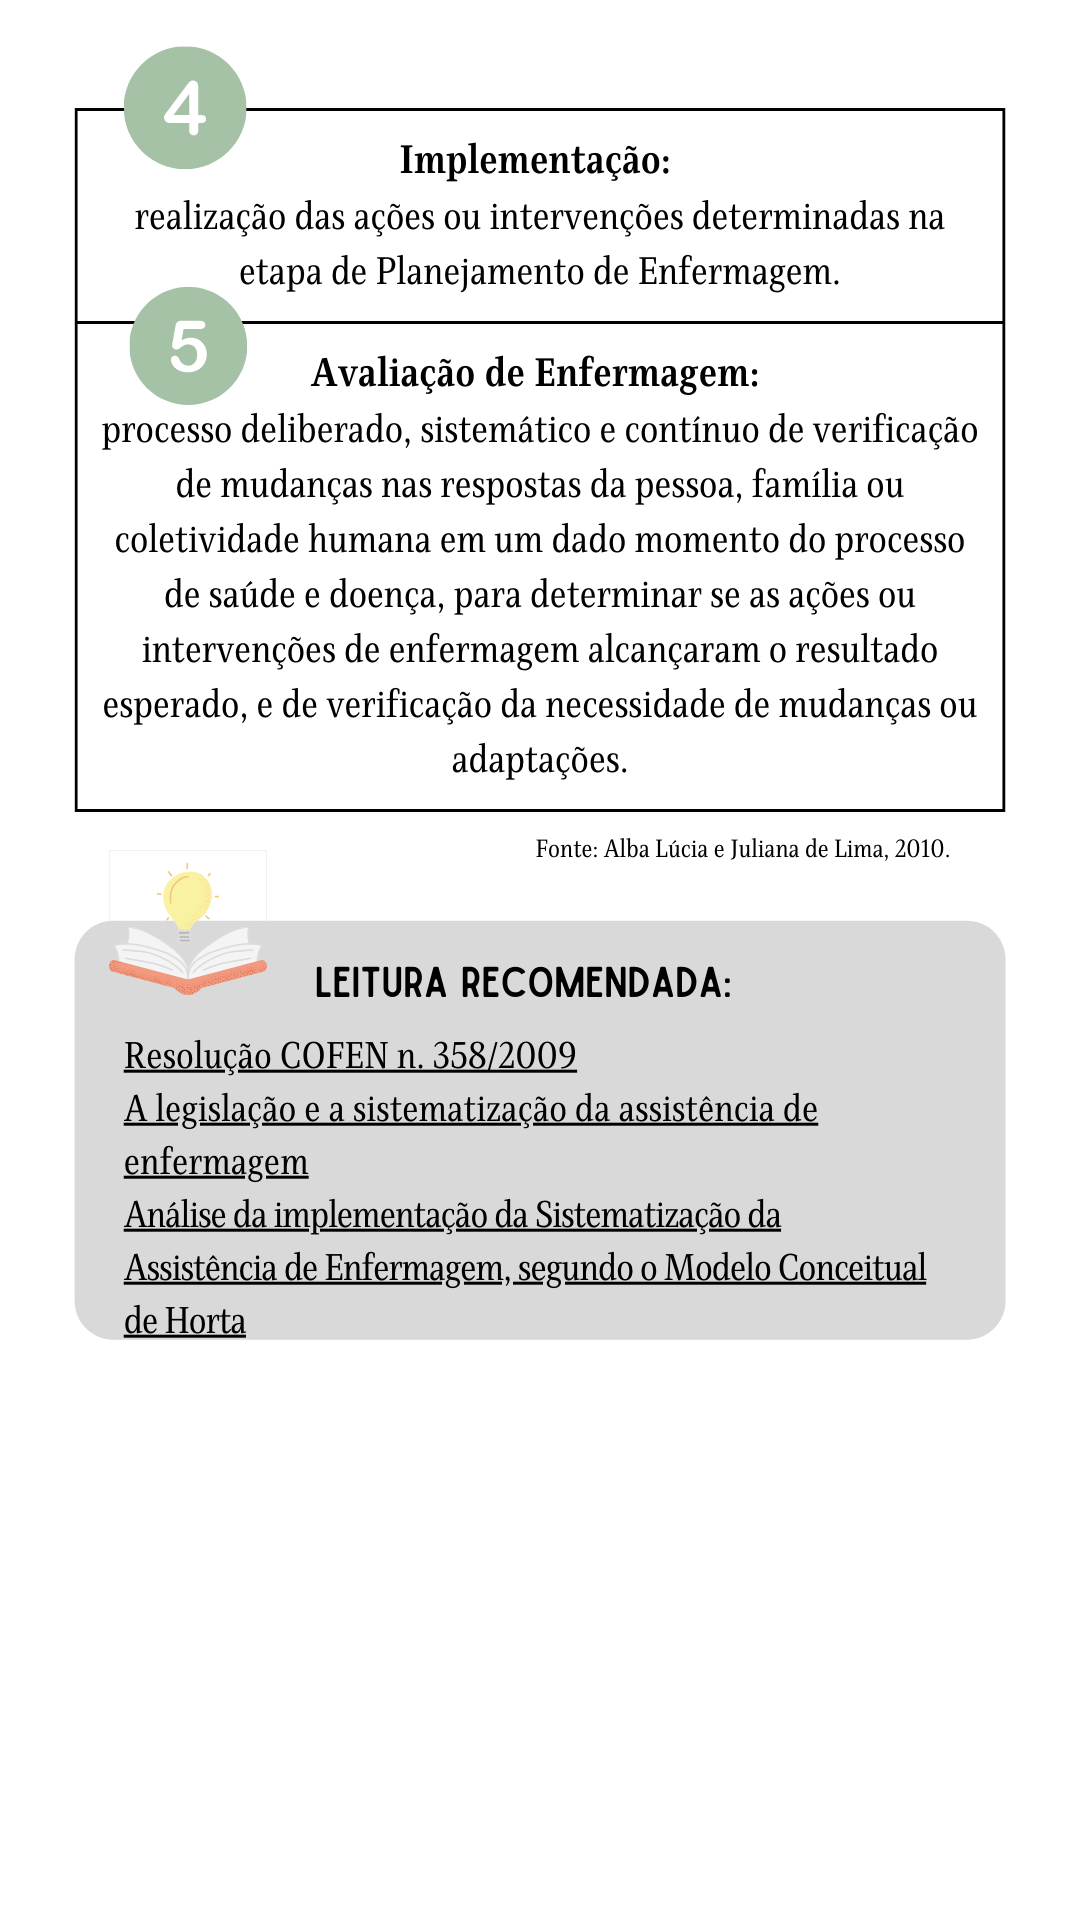 4
Implementação:
realização das ações ou intervenções determinadas na
etapa de Planejamento de Enfermagem.
5
Avaliação de Enfermagem:
processo deliberado, sistemático e contínuo de verificação
de mudanças nas respostas da pessoa, família ou
coletividade humana em um dado momento do processo
de saúde e doença, para determinar se as ações ou
intervenções de enfermagem alcançaram o resultado
esperado, e de verificação da necessidade de mudanças ou
adaptações.
Fonte: Alba Lúcia e Juliana de Lima, 2010.
LEITURA RECOMENDADA:
Resolução COFEN n. 358/2009
A legislação e a sistematização da assistência de
enfermagem
Análise da implementação da Sistematização da
Assistência de Enfermagem, segundo o Modelo Conceitual
de Horta